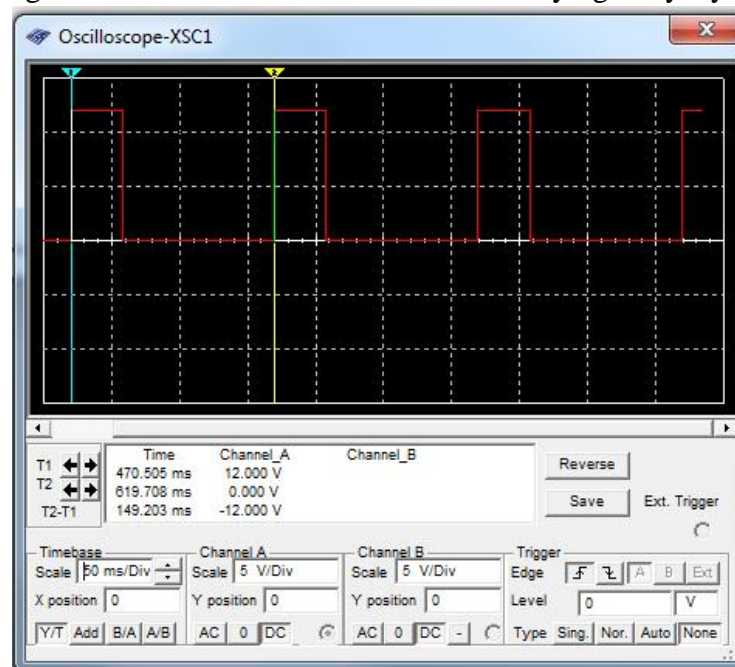 Oscilloscope-XSC1
1 2
Time Channel_A Channel_B
T1 470.505 ms 12.000 V
T2 619.708 ms 0.000 V
T2-T1 149.203 ms -12.000 V
Reverse
Save Ext. Trigger
Timebase Channel A Channel B Trigger
Scale 50 ms/Div Scale 5 V/Div Scale 5 V/Div Edge A B Ext
X position 0 Y position 0 Y position 0 Level 0 V
Y/T Add B/A A/B AC 0 DC AC 0 DC - Type Sing. Nor. Auto None